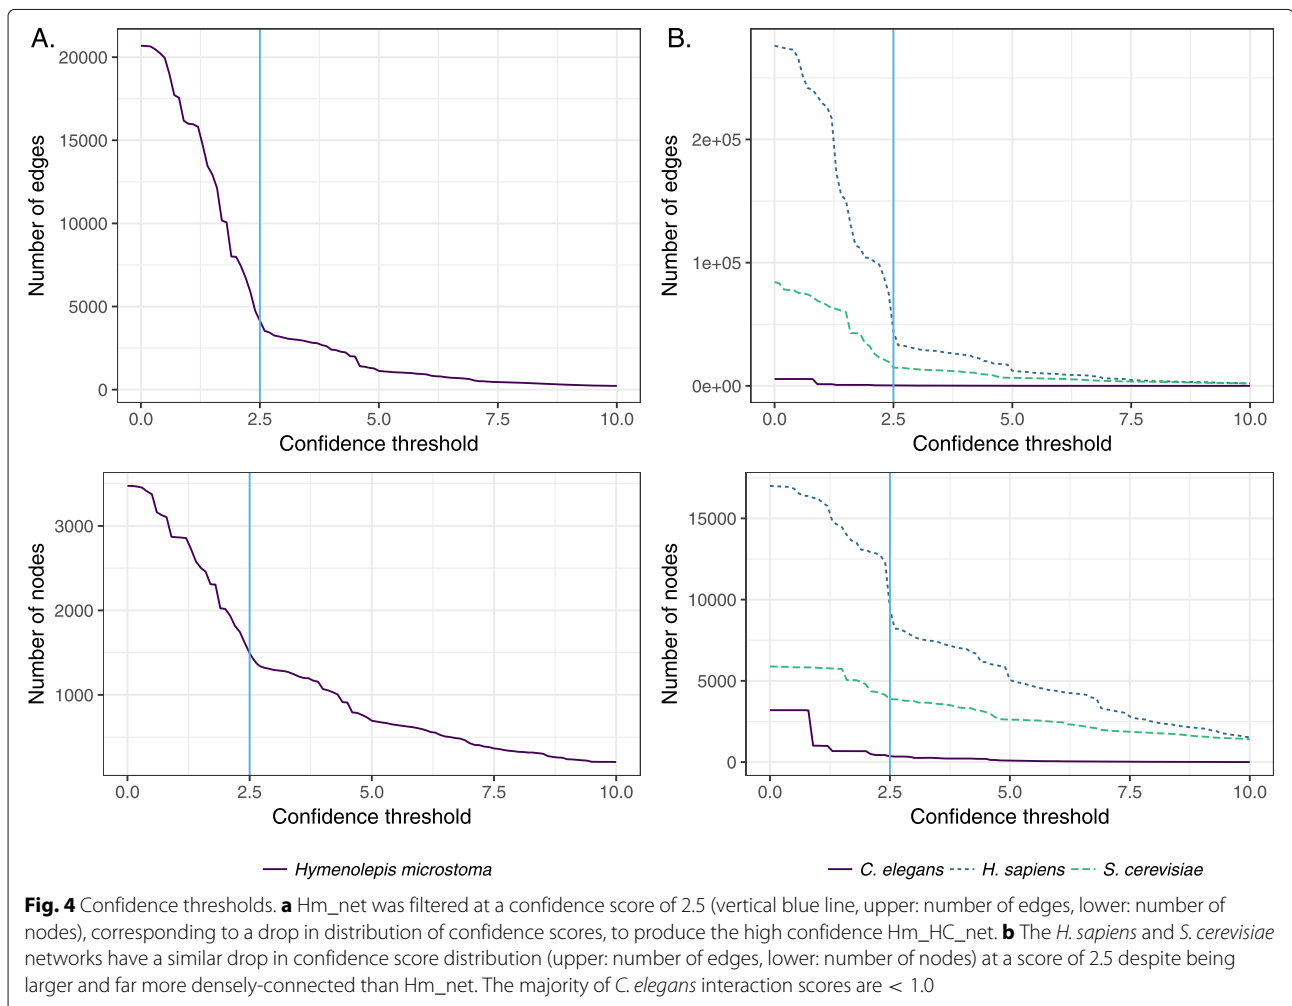 A.
Number of edges
20000
15000
10000
5000
0
0.0 2.5 5.0 7.5 10.0
Confidence threshold
B.
Number of edges
2e+05
1e+05
0e+00
0.0 2.5 5.0 7.5 10.0
Confidence threshold
Number of nodes
3000
2000
1000
0.0 2.5 5.0 7.5 10.0
Confidence threshold
Hymenolepis microstoma
Number of nodes
15000
10000
5000
0
0.0 2.5 5.0 7.5 10.0
Confidence threshold
C. elegans H. sapiens S. cerevisiae
Fig. 4 Confidence thresholds. a Hm_net was filtered at a confidence score of 2.5 (vertical blue line, upper: number of edges, lower: number of
nodes), corresponding to a drop in distribution of confidence scores, to produce the high confidence Hm_HC_net. b The H. sapiens and S. cerevisiae
networks have a similar drop in confidence score distribution (upper: number of edges, lower: number of nodes) at a score of 2.5 despite being
larger and far more densely-connected than Hm_net. The majority of C. elegans interaction scores are < 1.0